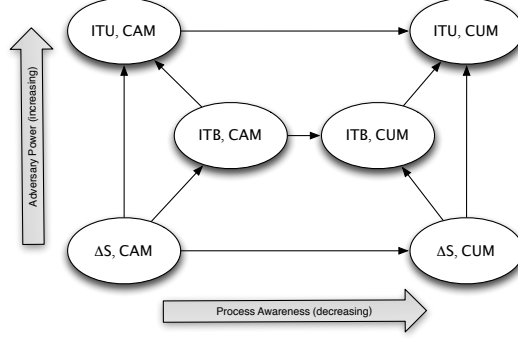 ITU, CAM
ITU, CUM
Adversary Power (increasing)
ITB, CAM
ITB, CUM
ΔS, CAM
ΔS, CUM
Process Awareness (decreasing)